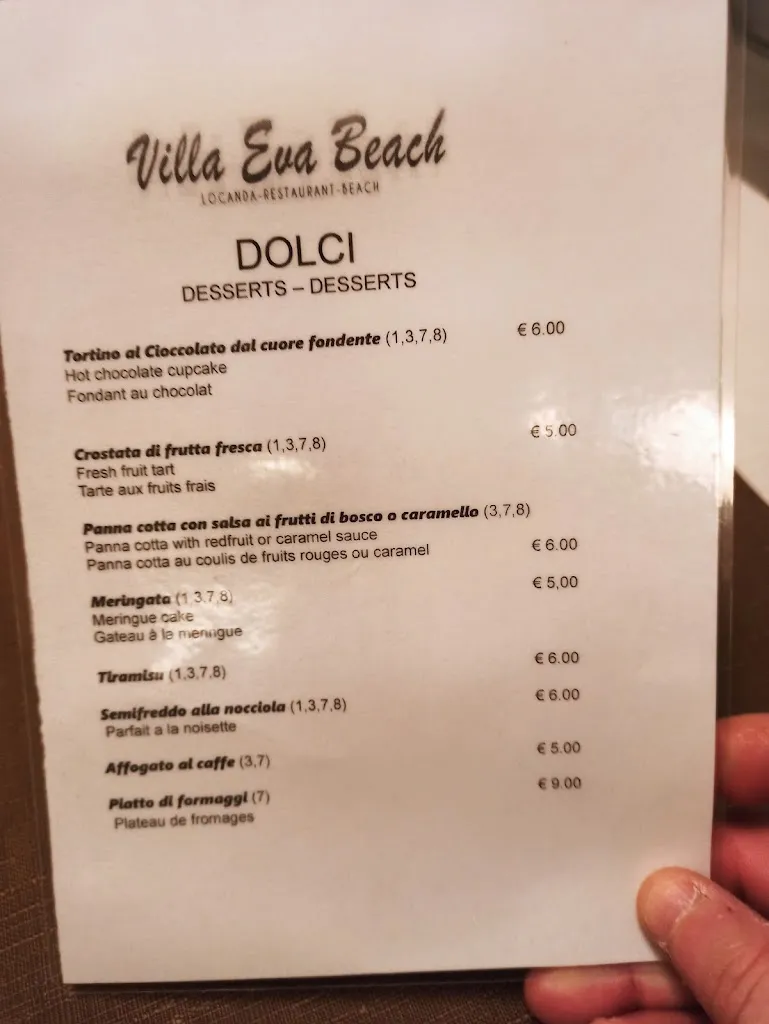 Villa Eva Beach
LOCANDA-RESTAURANT-BEACH
DOLCI
DESSERTS – DESSERTS
Tortino al Cioccolato dal cuore fondente (1,3,7,8) € 6.00
Hot chocolate cupcake
Fondant au chocolat
Crostata di frutta fresca (1,3,7,8) € 5.00
Fresh fruit tart
Tarte aux fruits frais
Panna cotta con salsa ai frutti di bosco o caramello (3,7,8)
Panna cotta with redfruit or caramel sauce
Panna cotta au coulis de fruits rouges ou caramel € 6.00
Meringata (1 3.7,8) € 5,00
Meringue cake
Gateau à la meringue
Tiramisu (1,3,7,8) € 6.00
Semifreddo alla nocciola (1,3,7,8) € 6.00
Parfait a la noisette
Affogato al caffe (3,7) € 5.00
Piatto di formaggi (7) € 9.00
Plateau de fromages